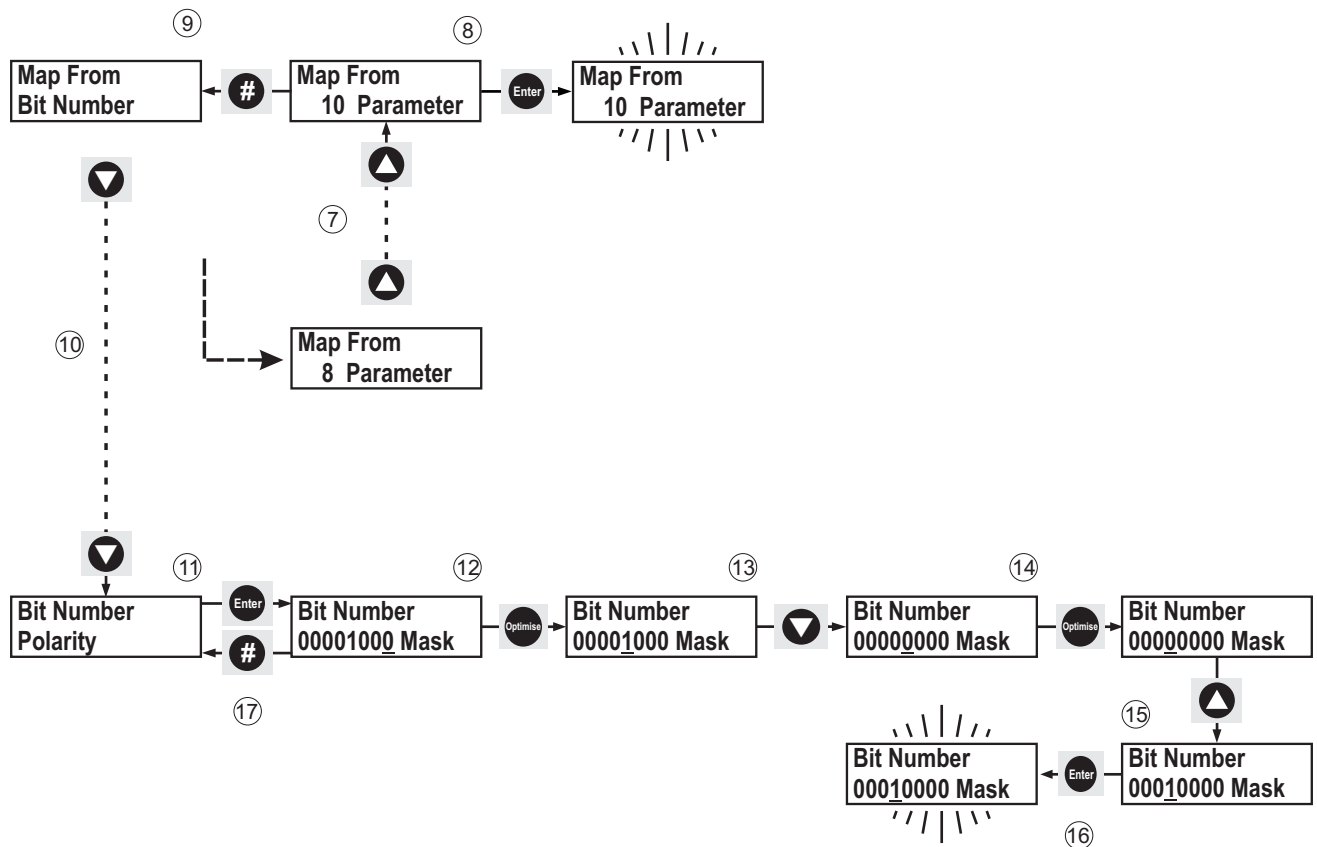 ⑨
⑧
Map From
Bit Number
#
Map From
10 Parameter
Enter
Map From
10 Parameter
⑦
⑩
Map From
8 Parameter
⑪
⑫
⑬
⑭
Bit Number
Polarity
Enter
#
Bit Number
00001000 Mask
Optimise
Bit Number
00001000 Mask
Bit Number
00000000 Mask
Optimise
Bit Number
00000000 Mask
⑰
⑮
Bit Number
00010000 Mask
Enter
Bit Number
00010000 Mask
⑯